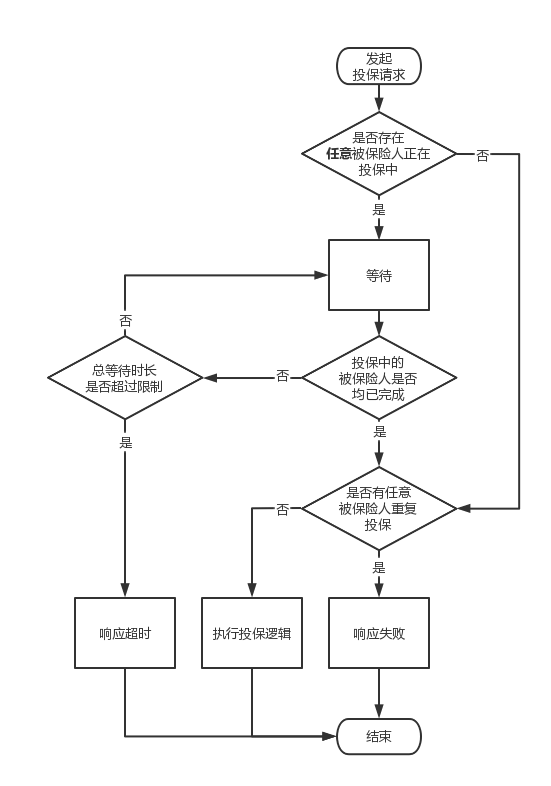 发起
投保请求
是否存在
任意被保险人正在
投保中
否
是
等待
否
总等待时长
是否超过限制
否
投保中的
被保险人是否
均已完成
是
是
是否有任意
被保险人重复
投保
否
是
响应超时
执行投保逻辑
响应失败
结束